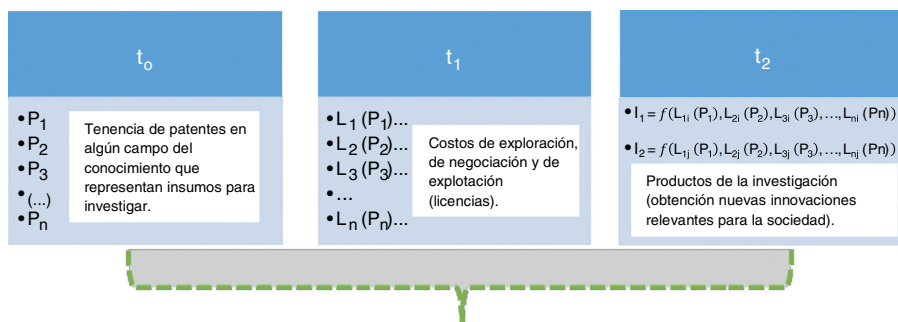 t₀
•P₁
•P₂
•P₃
•(...)
•Pₙ
Tenencia de patentes en
algún campo del
conocimiento que
representan insumos para
investigar.
t₁
•L₁(P₁)...
•L₂(P₂)...
•L₃(P₃)...
•...
•Lₙ(Pₙ)...
Costos de exploración,
de negociación y de
explotación
(licencias).
t₂
•I₁ = f(L₁ᵢ(P₁),L₂ᵢ(P₂),L₃ᵢ(P₃),...,Lₙᵢ(Pn))
•I₂ = f(L₁ⱼ(P₁),L₂ⱼ(P₂),L₃ⱼ(P₃),...,Lₙⱼ(Pn))
Productos de la investigación
(obtención nuevas innovaciones
relevantes para la sociedad).